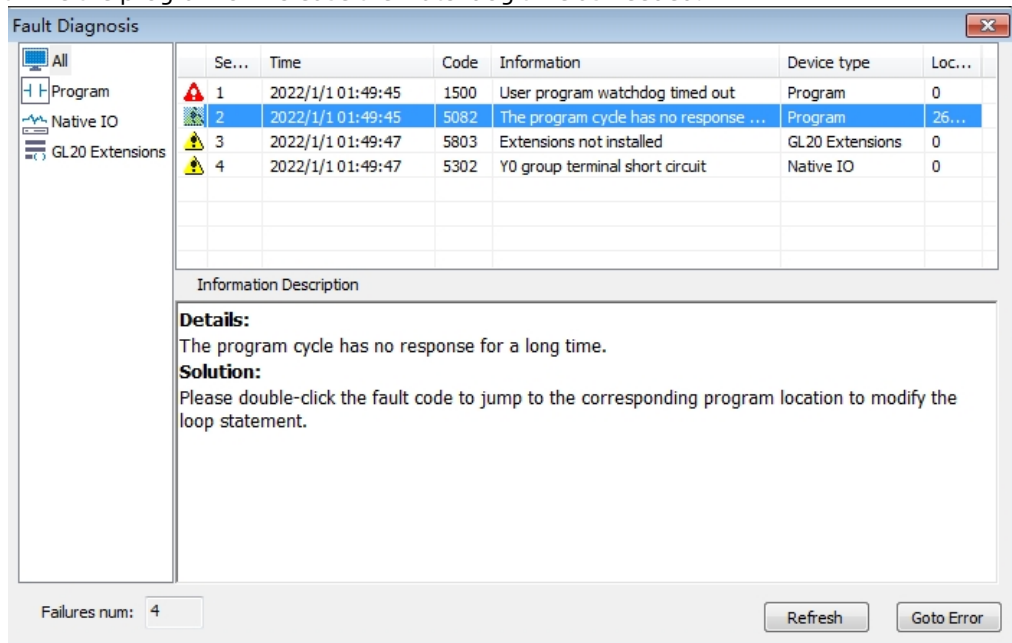 Fault Diagnosis
All
Program
Native IO
GL20 Extensions
Se... Time Code Information Device type Loc...
1 2022/1/1 01:49:45 1500 User program watchdog timed out Program 0
2 2022/1/1 01:49:45 5082 The program cycle has no response ... Program 26...
3 2022/1/1 01:49:47 5803 Extensions not installed GL20 Extensions 0
4 2022/1/1 01:49:47 5302 Y0 group terminal short circuit Native IO 0
Information Description
Details:
The program cycle has no response for a long time.
Solution:
Please double-click the fault code to jump to the corresponding program location to modify the
loop statement.
Failures num: 4
Refresh Goto Error